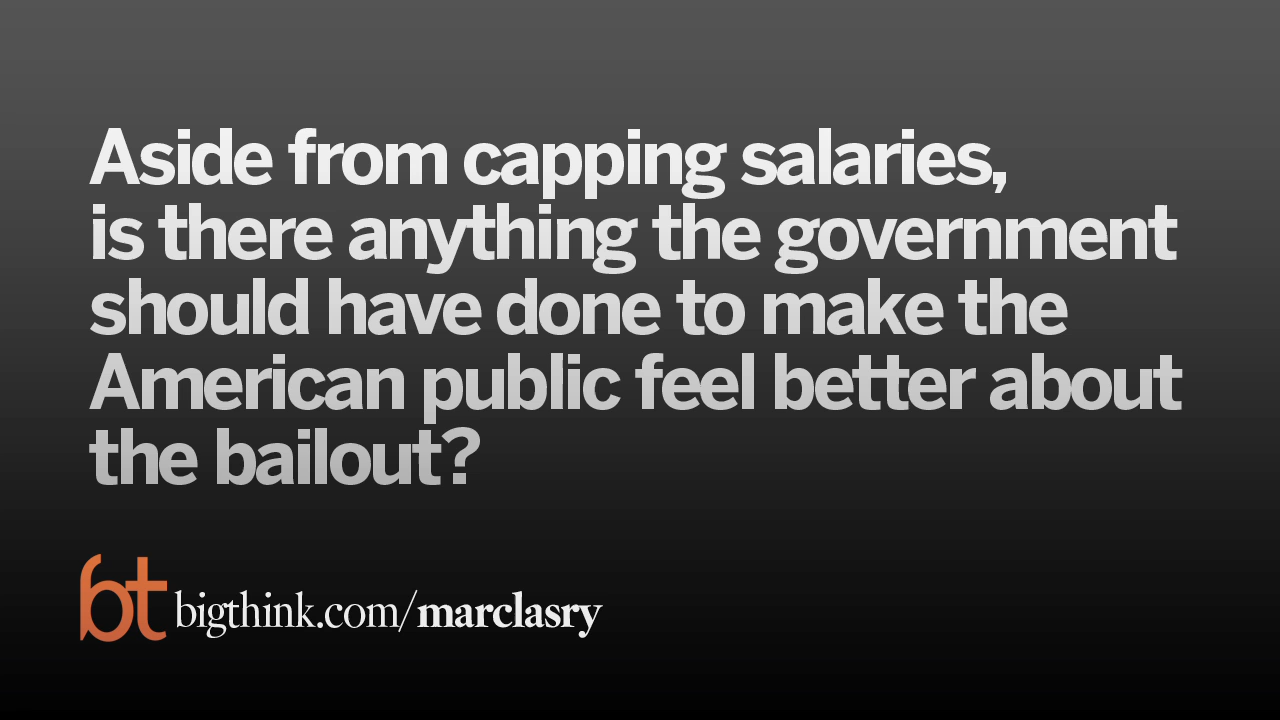 Aside from capping salaries,
is there anything the government
should have done to make the
American public feel better about
the bailout?
bt bigthink.com/marclasry